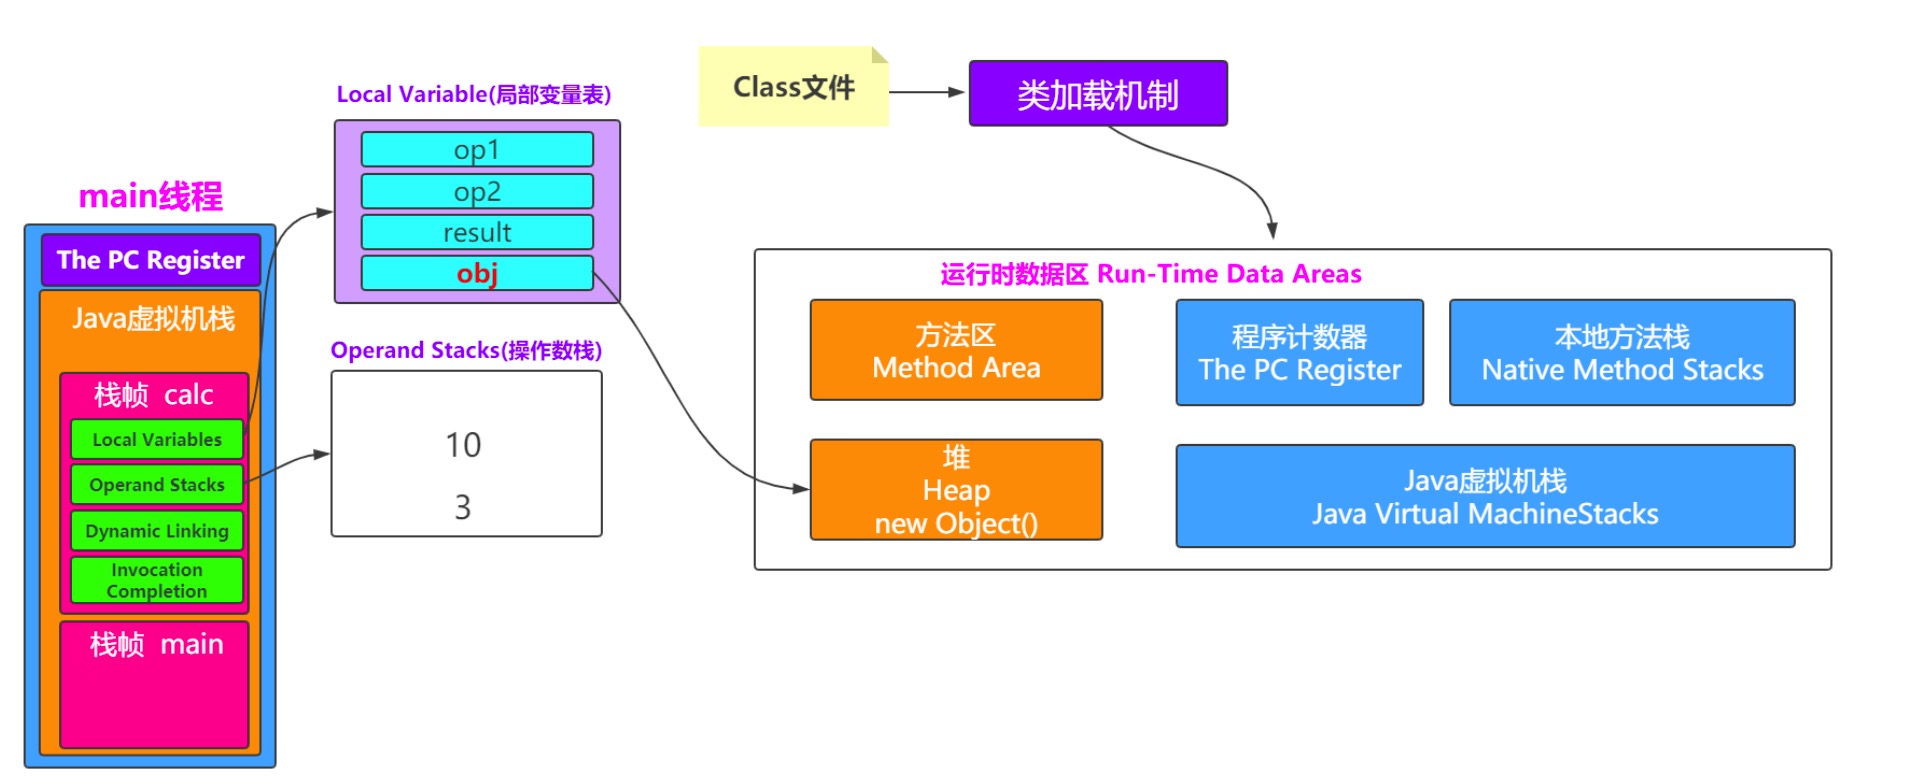 Class文件
类加载机制
Local Variable(局部变量表)
op1
op2
result
obj
main线程
The PC Register
Java虚拟机栈
栈帧 calc
Local Variables
Operand Stacks
Dynamic Linking
Invocation
Completion
栈帧 main
Operand Stacks(操作数栈)
10
3
运行时数据区 Run-Time Data Areas
方法区
Method Area
程序计数器
The PC Register
本地方法栈
Native Method Stacks
堆
Heap
new Object()
Java虚拟机栈
Java Virtual MachineStacks